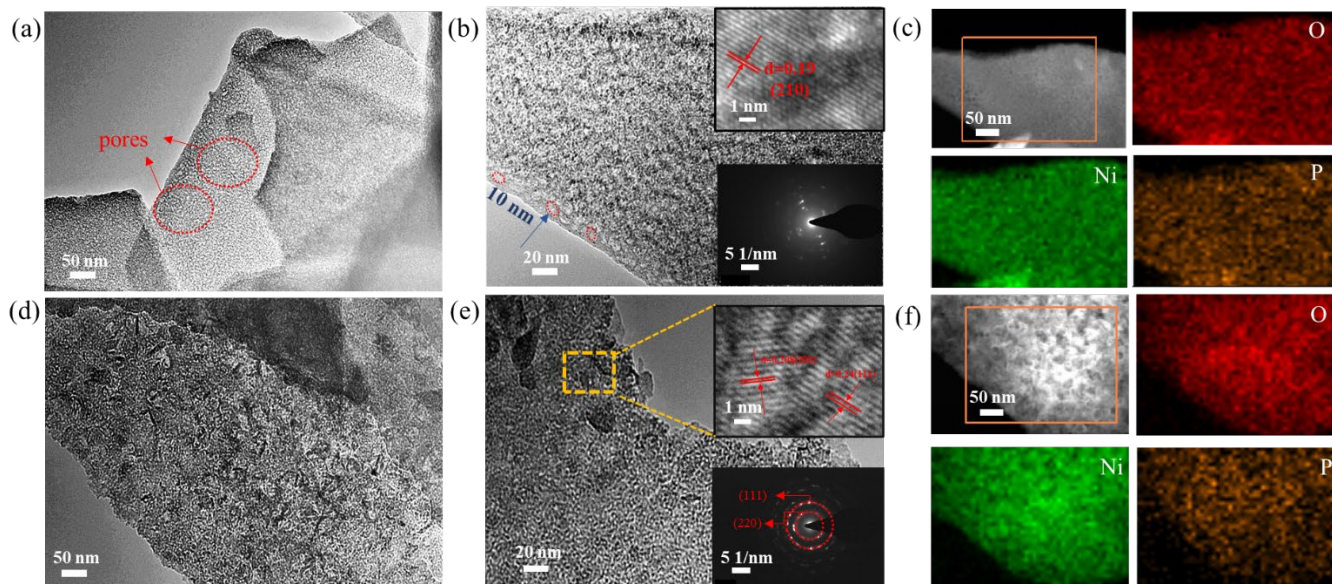 (a)
pores
50 nm
(b)
d=0.19
(210)
1 nm
10 nm
20 nm
5 1/nm
(c)
50 nm
O
Ni
P
(d)
50 nm
(e)
1 nm
20 nm
(111)
(220)
5 1/nm
(f)
50 nm
O
Ni
P